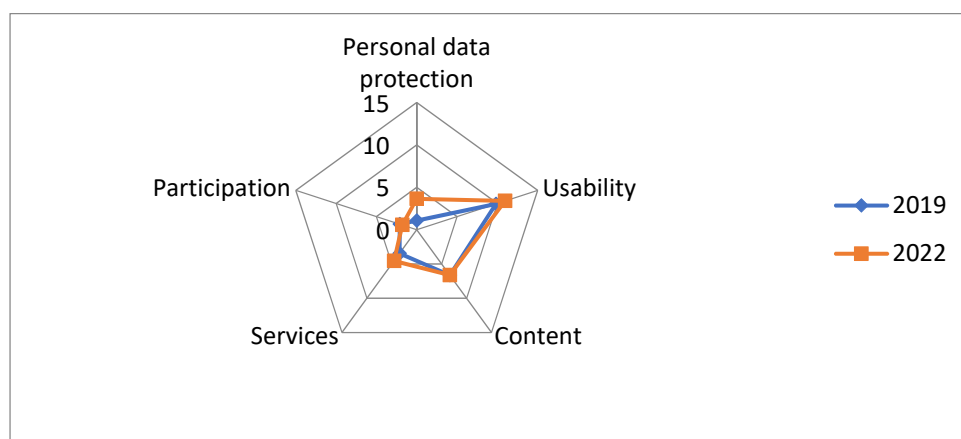 Personal data
protection
15
10
5
0
Participation
Usability
Services
Content
2019
2022